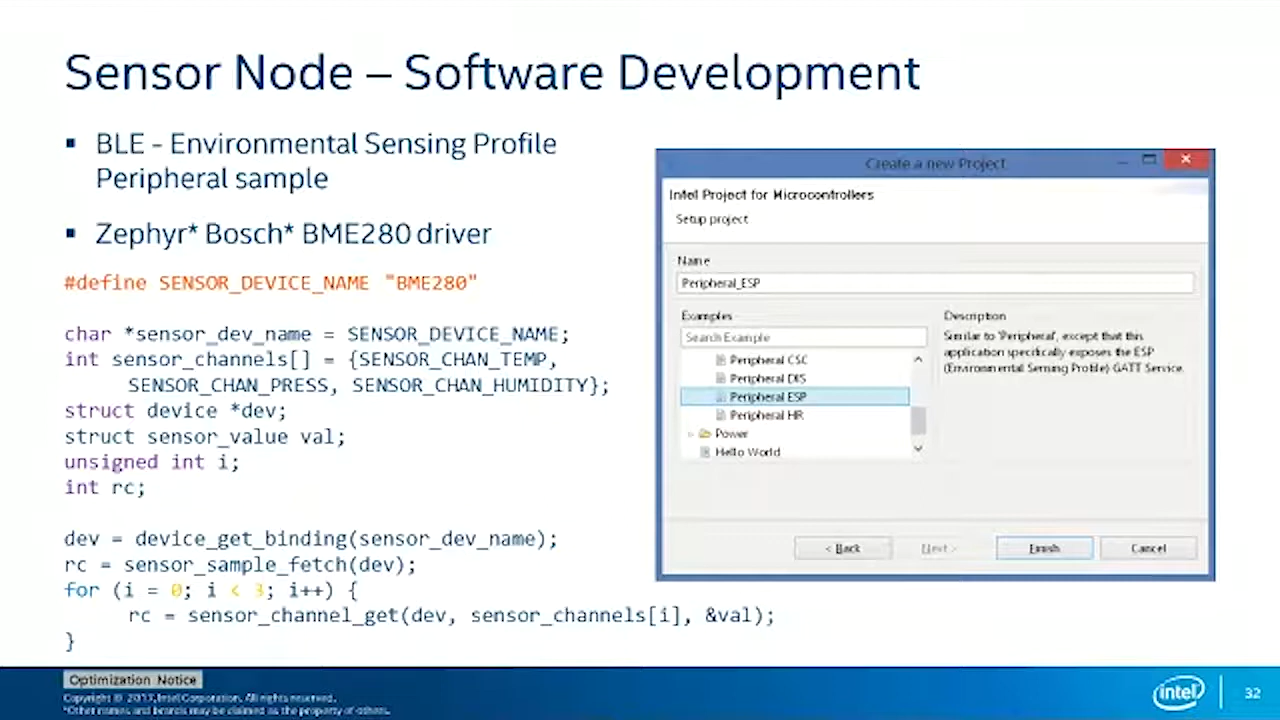 Sensor Node – Software Development
▪ BLE - Environmental Sensing Profile
Peripheral sample
▪ Zephyr* Bosch* BME280 driver
#define SENSOR_DEVICE_NAME "BME280"
char *sensor_dev_name = SENSOR_DEVICE_NAME;
int sensor_channels[] = {SENSOR_CHAN_TEMP,
SENSOR_CHAN_PRESS, SENSOR_CHAN_HUMIDITY};
struct device *dev;
struct sensor_value val;
unsigned int i;
int rc;
dev = device_get_binding(sensor_dev_name);
rc = sensor_sample_fetch(dev);
for (i = 0; i < 3; i++) {
rc = sensor_channel_get(dev, sensor_channels[i], &val);
}
Create a new Project
Intel Project for Microcontrollers
Setup project
Name
Peripheral_ESP
Examples
Search Example
Peripheral CSC
Peripheral DIS
Peripheral ESP
Peripheral HR
Power
Hello World
Description
Similar to 'Peripheral', except that this
application specifically exposes the ESP
(Environmental Sensing Profile) GATT Service.
< Back
Next >
Finish
Cancel
Optimization Notice
Copyright © 2017, Intel Corporation. All rights reserved.
*Other names and brands may be claimed as the property of others.
intel
32